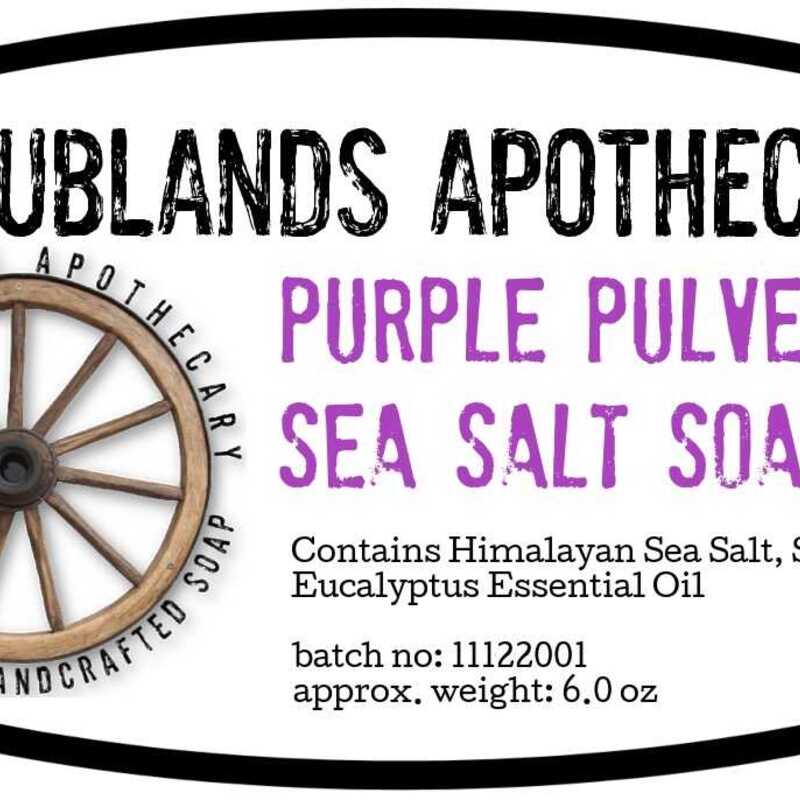 UBLANDS APOTHEC
APOTHECARY
HANDCRAFTED SOAP
PURPLE PULVE
SEA SALT SOA
Contains Himalayan Sea Salt, S
Eucalyptus Essential Oil
batch no: 11122001
approx. weight: 6.0 oz